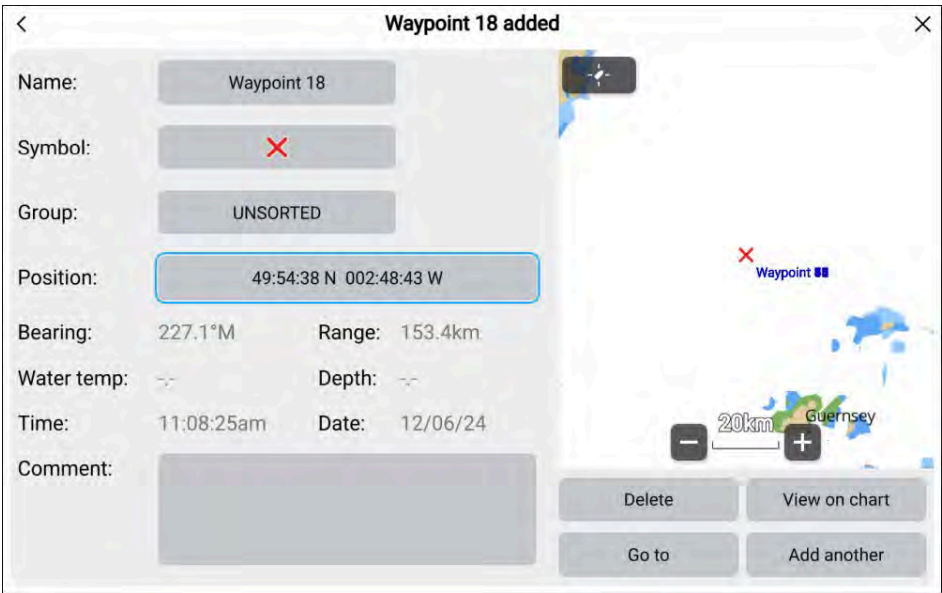 Waypoint 18 added
Name:
Waypoint 18
Symbol:
Group:
UNSORTED
Position:
49:54:38 N 002:48:43 W
Bearing:
227.1°M
Range:
153.4km
Water temp:
-.-
Depth:
-.-
Time:
11:08:25am
Date:
12/06/24
Comment:
Waypoint
Guernsey
20km
Delete
View on chart
Go to
Add another